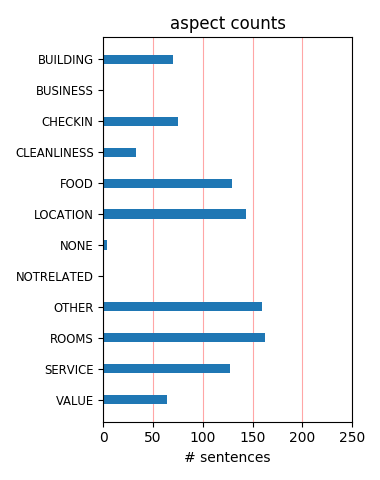 aspect counts
BUILDING
BUSINESS
CHECKIN
CLEANLINESS
FOOD
LOCATION
NONE
NOTRELATED
OTHER
ROOMS
SERVICE
VALUE
0 50 100 150 200 250
# sentences